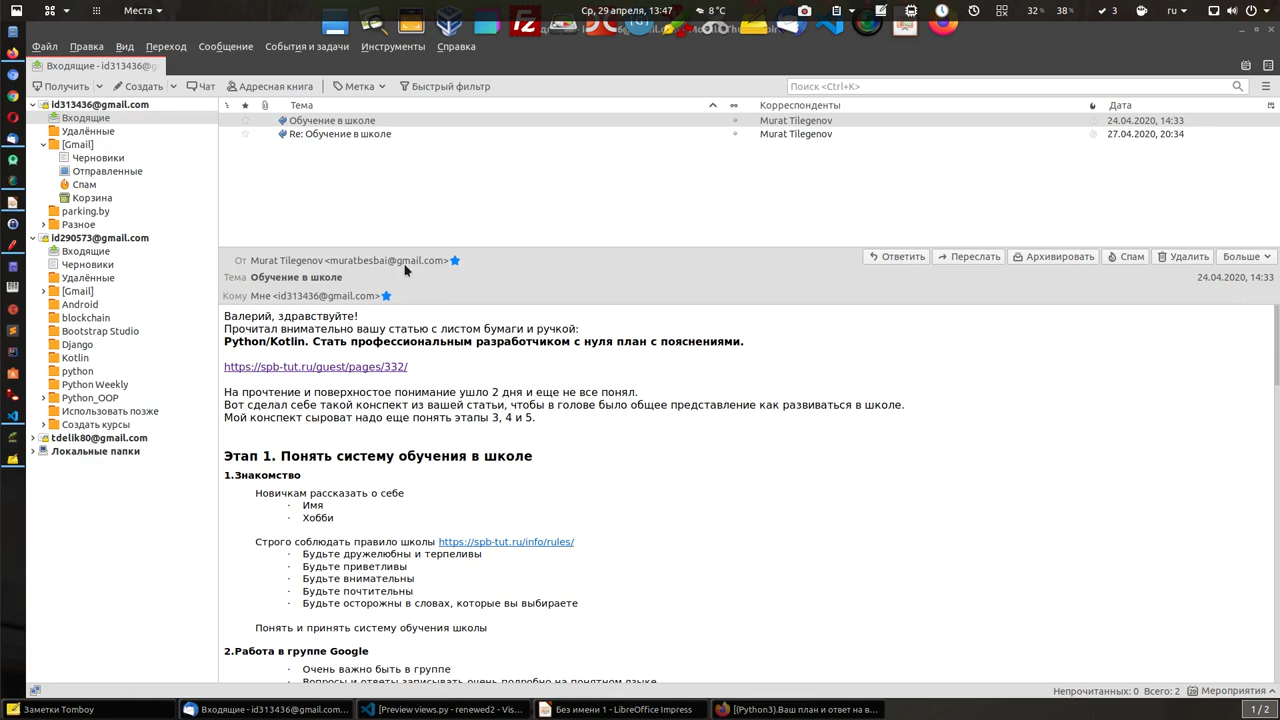 Места
Ср, 29 апреля, 13:47
8°C
32 %
38%
3
ru
Файл Правка Вид Переход Сообщение События и задачи Инструменты Справка
Входящие - id313436@g
Получить Создать Чат Адресная книга Метка Быстрый фильтр Поиск <Ctrl+K>
id313436@gmail.com
Входящие
Удалённые
[Gmail]
Черновики
Отправленные
Спам
Корзина
parking.by
Разное
id290573@gmail.com
Входящие
Черновики
Удалённые
[Gmail]
Android
blockchain
Bootstrap Studio
Django
Kotlin
python
Python Weekly
Python_OOP
Использовать позже
Создать курсы
tdelik80@gmail.com
Локальные папки
Тема Корреспонденты Дата
Обучение в школе Murat Tilegenov 24.04.2020, 14:33
Re: Обучение в школе Murat Tilegenov 27.04.2020, 20:34
От Murat Tilegenov <muratbesbai@gmail.com>
Ответить Переслать Архивировать Спам Удалить Больше
Тема Обучение в школе 24.04.2020, 14:33
Кому Мне <id313436@gmail.com>
Валерий, здравствуйте!
Прочитал внимательно вашу статью с листом бумаги и ручкой:
Python/Kotlin. Стать профессиональным разработчиком с нуля план с пояснениями.
https://spb-tut.ru/guest/pages/332/
На прочтение и поверхностое понимание ушло 2 дня и еще не все понял.
Вот сделал себе такой конспект из вашей статьи, чтобы в голове было общее представление как развиваться в школе.
Мой конспект сыроват надо еще понять этапы 3, 4 и 5.
Этап 1. Понять систему обучения в школе
1.Знакомство
Новичкам рассказать о себе
· Имя
· Хобби
Строго соблюдать правило школы https://spb-tut.ru/info/rules/
· Будьте дружелюбны и терпеливы
· Будьте приветливы
· Будьте внимательны
· Будьте почтительны
· Будьте осторожны в словах, которые вы выбираете
Понять и принять систему обучения школы
2.Работа в группе Google
· Очень важно быть в группе
· Вопросы и ответы записывать очень подробно на понятном языке
Непрочитанных: 0 Всего: 2 Мероприятия
Заметки Tomboy
Входящие - id313436@gmail.com...
[Preview views.py - renewed2 - Vis...
Без имени 1 - LibreOffice Impress
[(Python3).Ваш план и ответ на в...
1 / 2